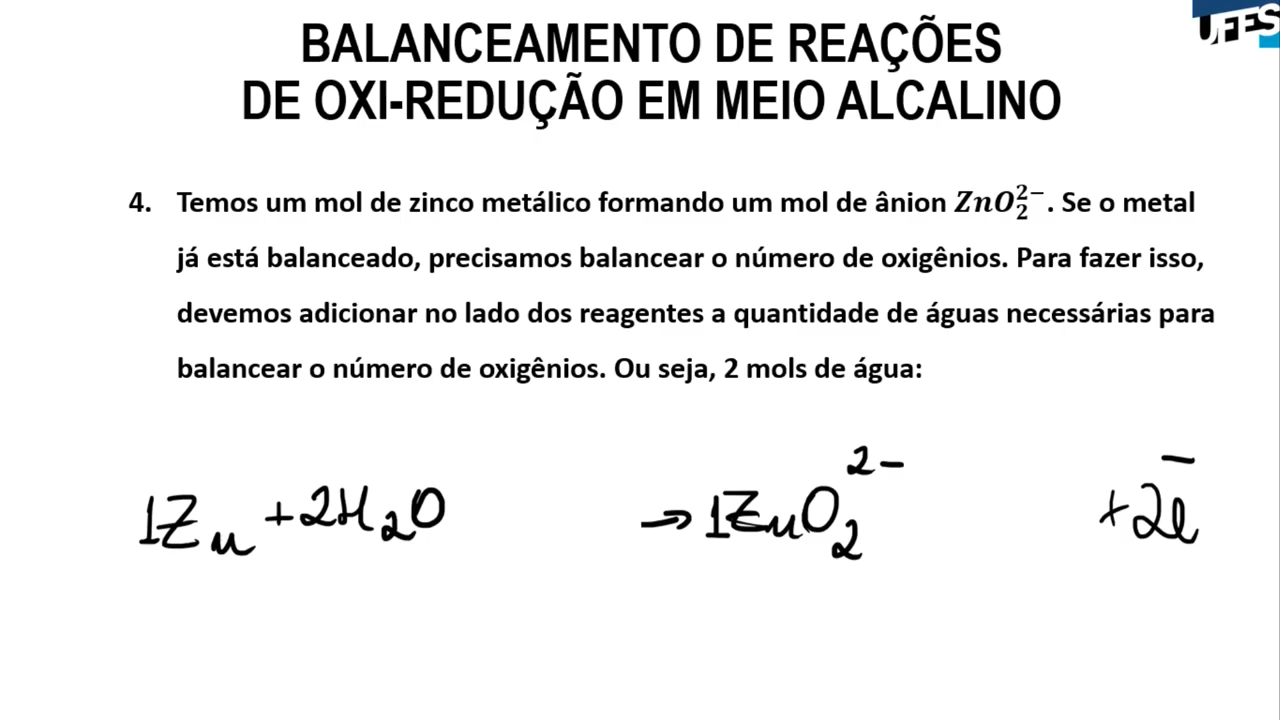 UFES
BALANCEAMENTO DE REAÇÕES
DE OXI-REDUÇÃO EM MEIO ALCALINO
4. Temos um mol de zinco metálico formando um mol de ânion ZnO₂²⁻. Se o metal
já está balanceado, precisamos balancear o número de oxigênios. Para fazer isso,
devemos adicionar no lado dos reagentes a quantidade de águas necessárias para
balancear o número de oxigênios. Ou seja, 2 mols de água:
1Zn + 2H₂O → 1ZnO₂²⁻ + 2e⁻